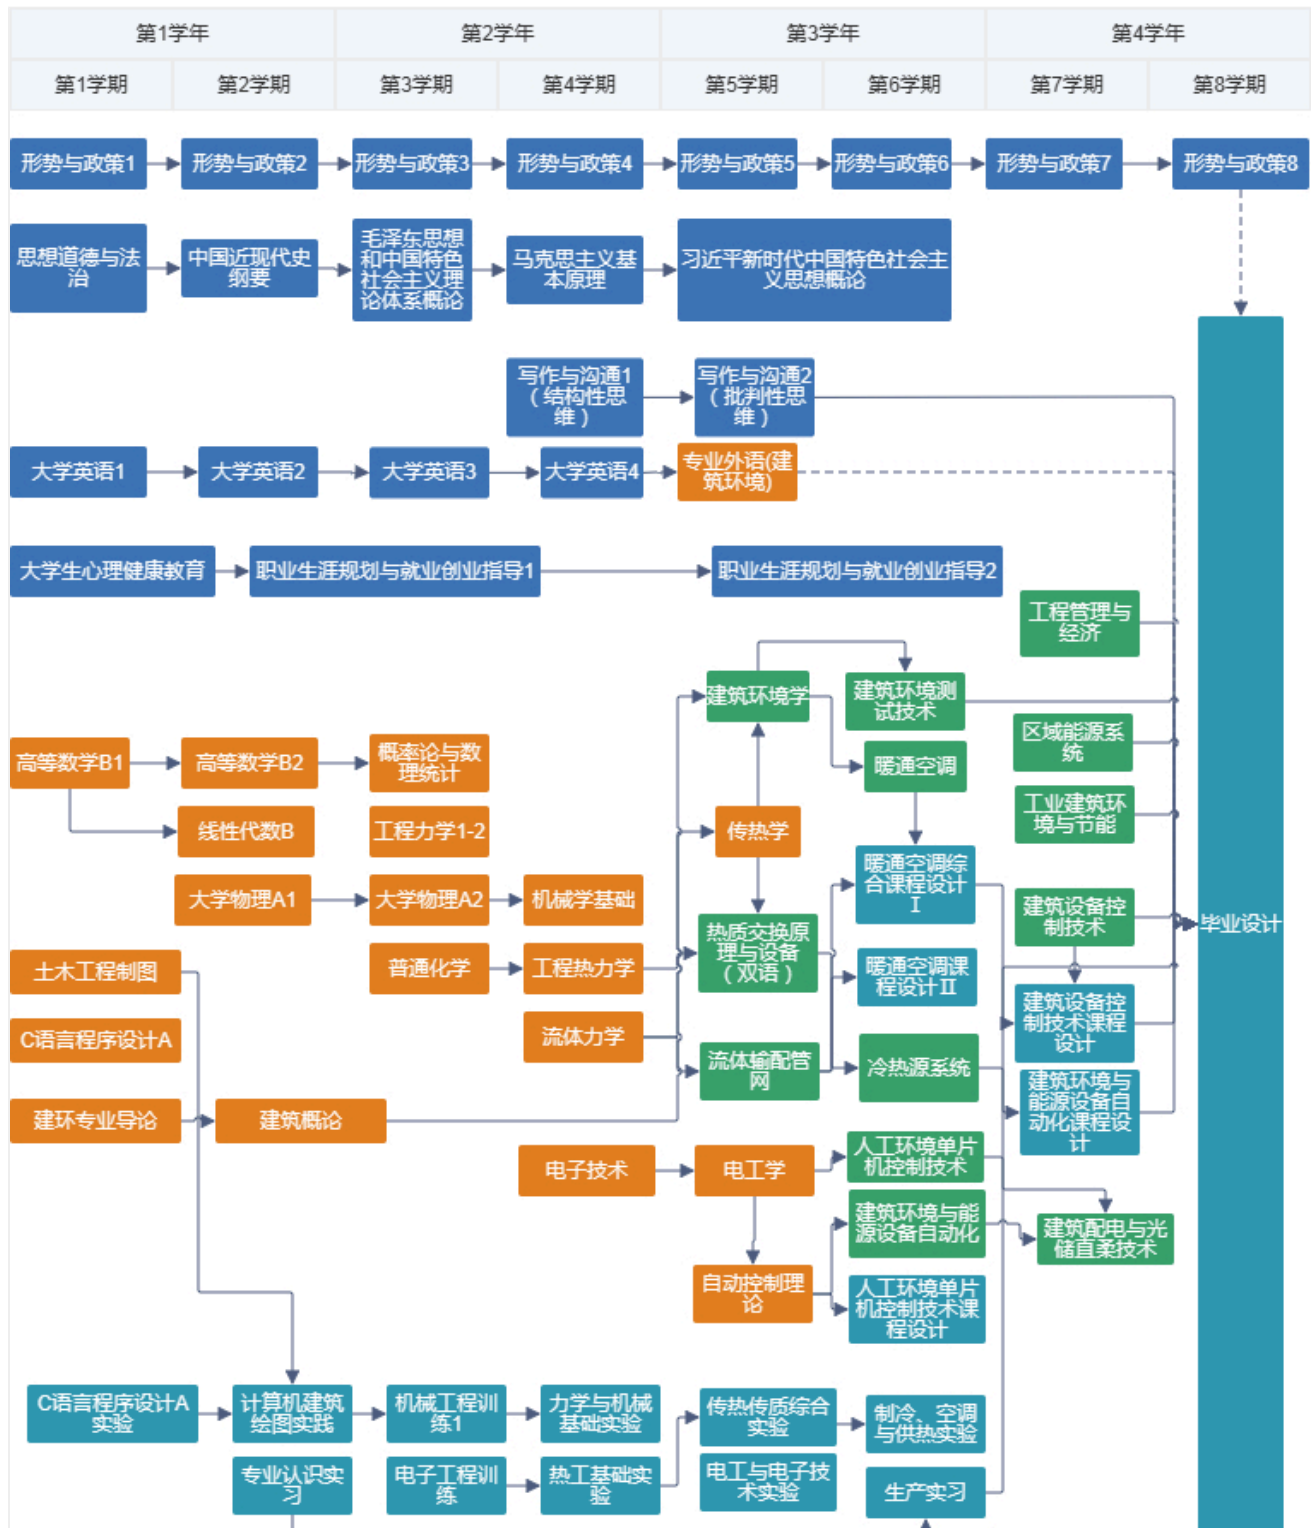 第1学年
第2学年
第3学年
第4学年
第1学期
第2学期
第3学期
第4学期
第5学期
第6学期
第7学期
第8学期
形势与政策1
形势与政策2
形势与政策3
形势与政策4
形势与政策5
形势与政策6
形势与政策7
形势与政策8
思想道德与法
治
中国近现代史
纲要
毛泽东思想
和中国特色
社会主义理
论体系概论
马克思主义基
本原理
习近平新时代中国特色社会主
义思想概论
写作与沟通1
（结构性思
维）
写作与沟通2
（批判性思
维）
大学英语1
大学英语2
大学英语3
大学英语4
专业外语(建
筑环境)
大学生心理健康教育
职业生涯规划与就业创业指导1
职业生涯规划与就业创业指导2
工程管理与
经济
建筑环境学
建筑环境测
试技术
区域能源系
统
高等数学B1
高等数学B2
概率论与数
理统计
暖通空调
工业建筑环
境与节能
线性代数B
工程力学1-2
传热学
暖通空调综
合课程设计
Ⅰ
大学物理A1
大学物理A2
机械学基础
建筑设备控
制技术
毕业设计
热质交换原
理与设备
（双语）
土木工程制图
普通化学
工程热力学
暖通空调课
程设计Ⅱ
建筑设备控
制技术课程
设计
C语言程序设计A
流体力学
流体输配管
网
冷热源系统
建筑环境与
能源设备自
动化课程设
计
建环专业导论
建筑概论
电子技术
电工学
人工环境单片
机控制技术
建筑环境与能
源设备自动化
建筑配电与光
储直柔技术
自动控制理
论
人工环境单片
机控制技术课
程设计
C语言程序设计A
实验
计算机建筑
绘图实践
机械工程训
练1
力学与机械
基础实验
传热传质综合
实验
制冷、空调
与供热实验
专业认识实
习
电子工程训
练
热工基础实
验
电工与电子技
术实验
生产实习